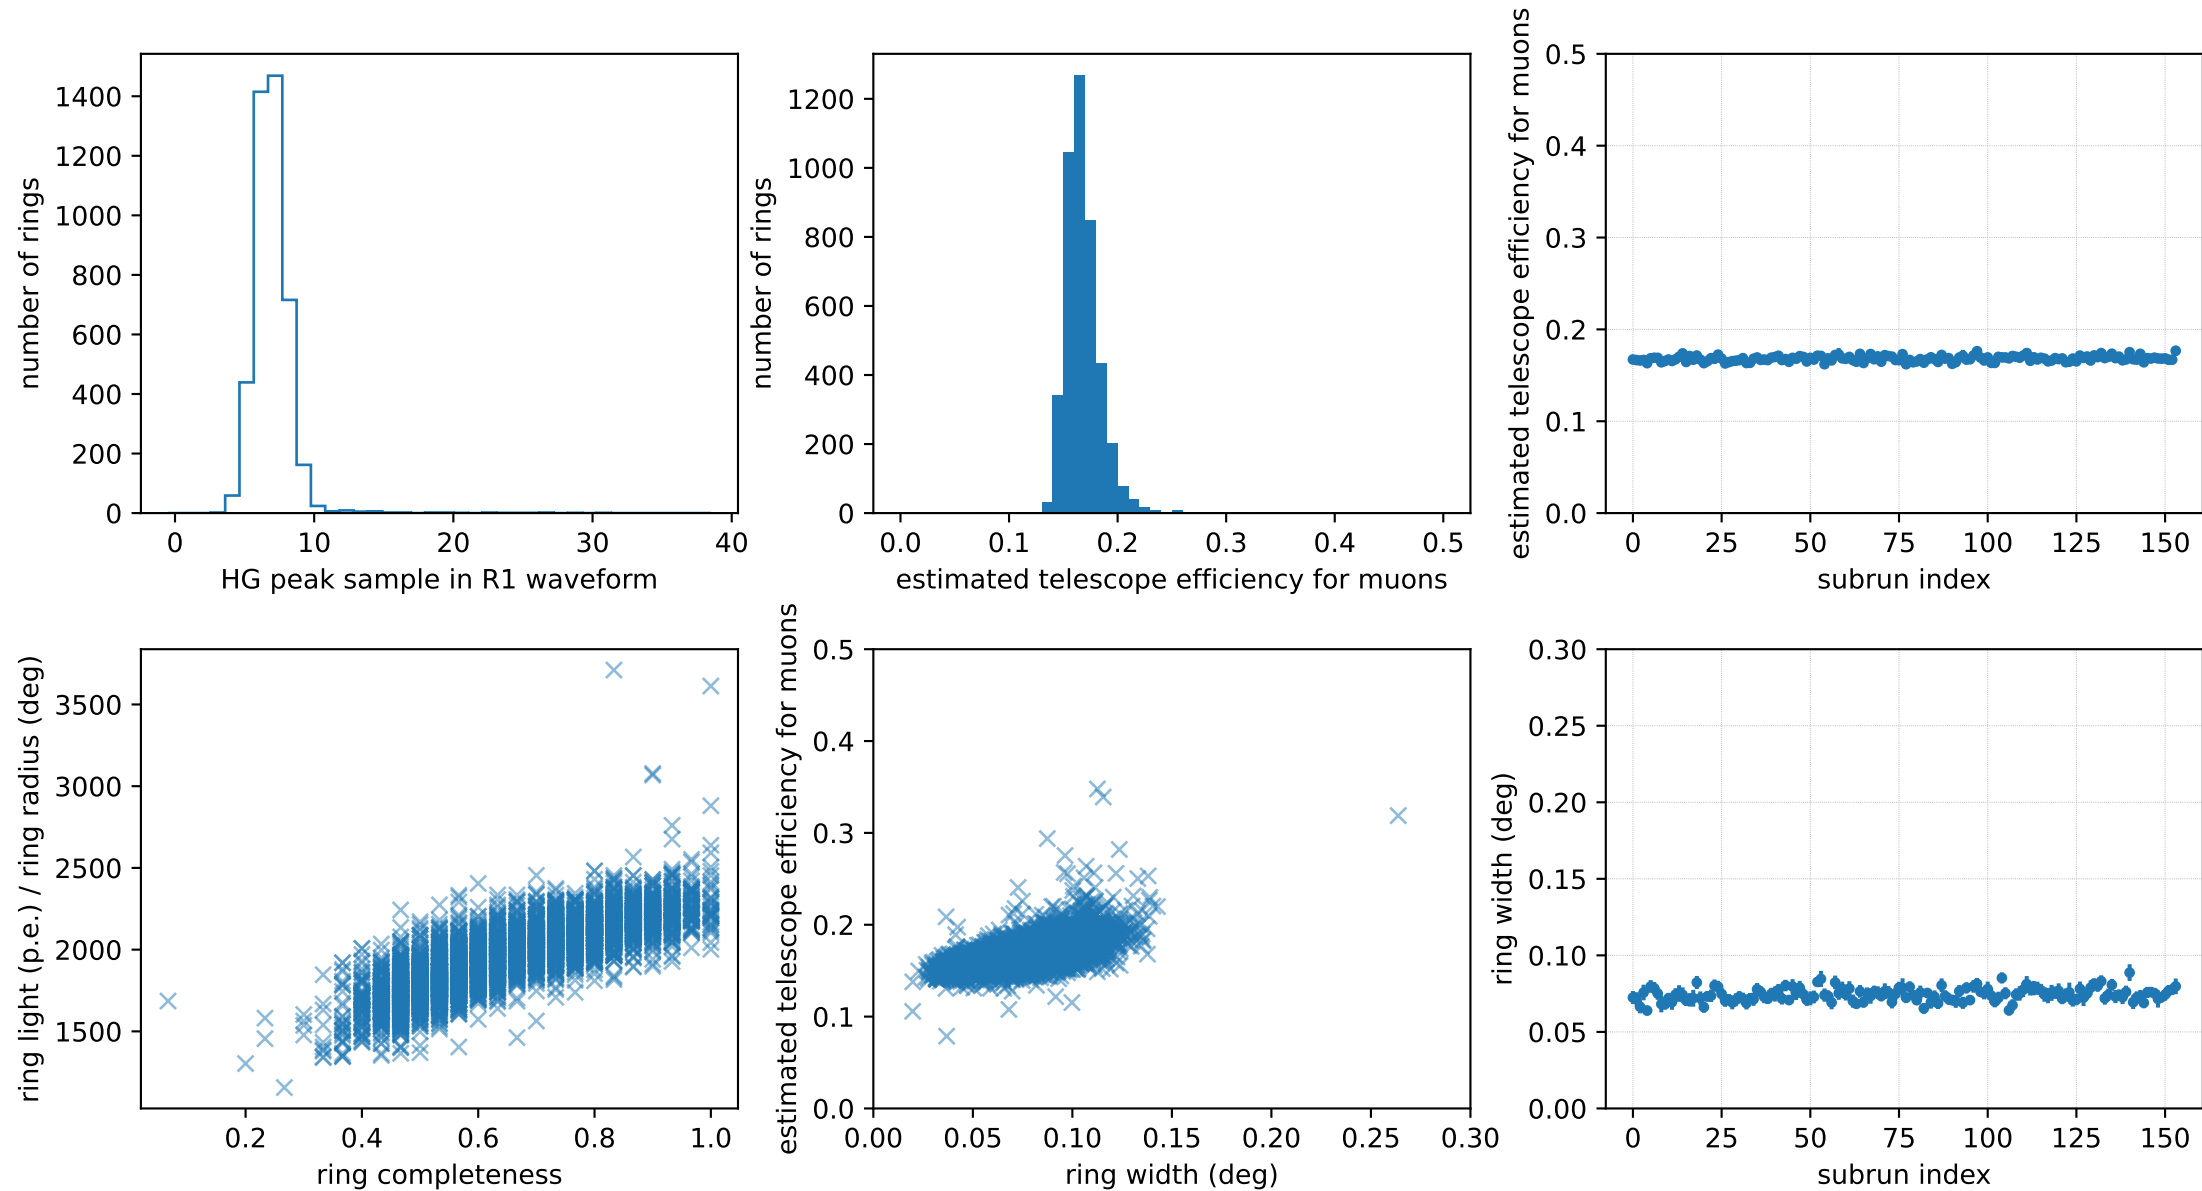 number of rings
1400
1200
1000
800
600
400
200
0
0 10 20 30 40
HG peak sample in R1 waveform
number of rings
1200
1000
800
600
400
200
0
0.0 0.1 0.2 0.3 0.4 0.5
estimated telescope efficiency for muons
estimated telescope efficiency for muons
0.5
0.4
0.3
0.2
0.1
0.0
0 25 50 75 100 125 150
subrun index
ring light (p.e.) / ring radius (deg)
3500
3000
2500
2000
1500
0.2 0.4 0.6 0.8 1.0
ring completeness
estimated telescope efficiency for muons
0.5
0.4
0.3
0.2
0.1
0.0
0.00 0.05 0.10 0.15 0.20 0.25 0.30
ring width (deg)
ring width (deg)
0.30
0.25
0.20
0.15
0.10
0.05
0.00
0 25 50 75 100 125 150
subrun index